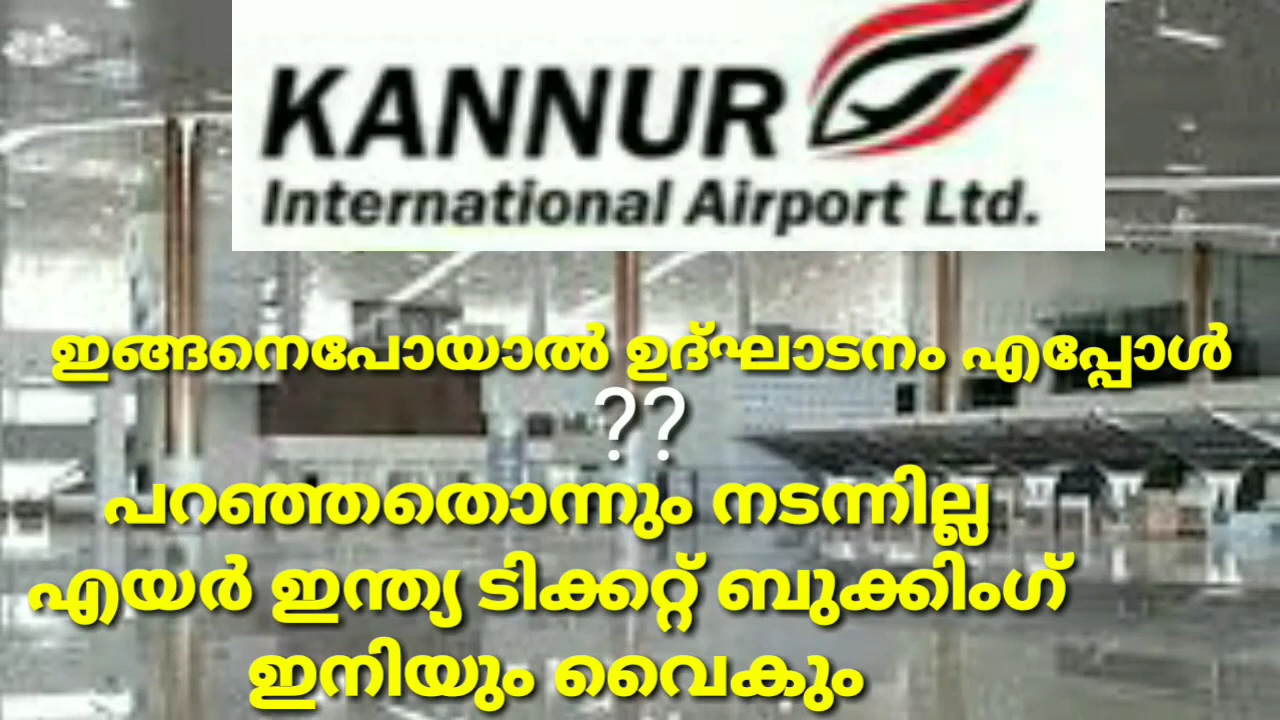 KANNUR
International Airport Ltd.
ഇങ്ങനെപോയാൽ ഉദ്ഘാടനം എപ്പോൾ
??
പറഞ്ഞതൊന്നും നടന്നില്ല
എയർ ഇന്ത്യ ടിക്കറ്റ് ബുക്കിംഗ്
ഇനിയും വൈകും